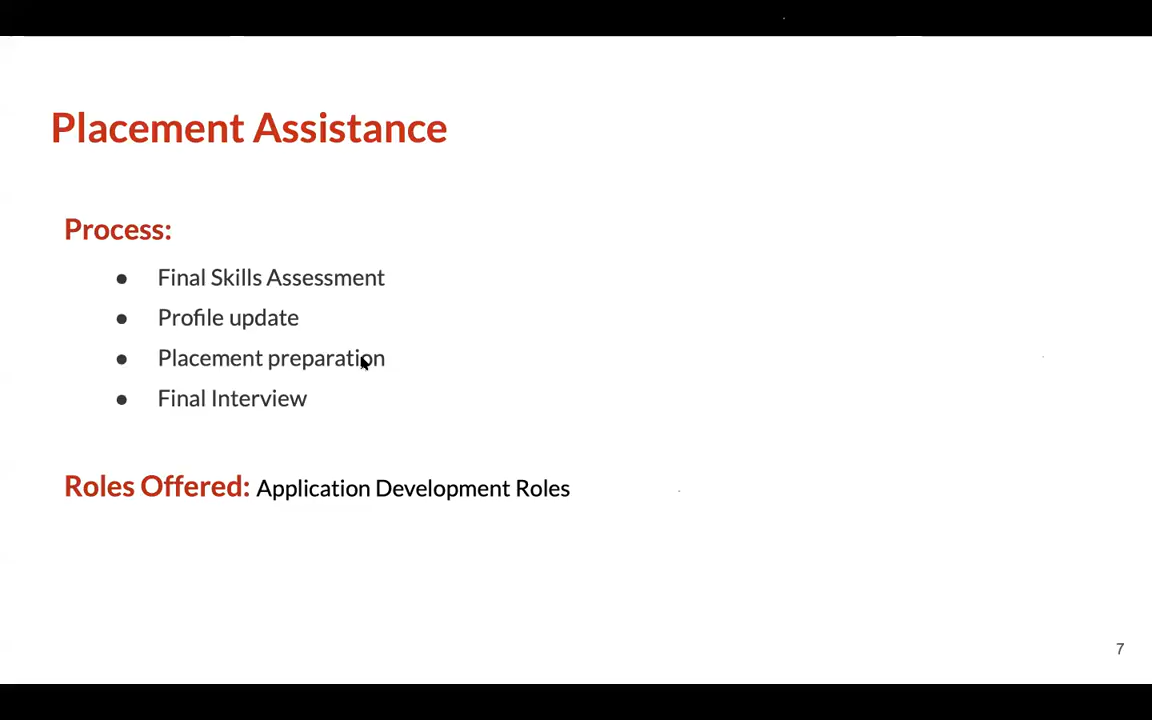 Placement Assistance
Process:
● Final Skills Assessment
● Profile update
● Placement preparation
● Final Interview
Roles Offered: Application Development Roles
7